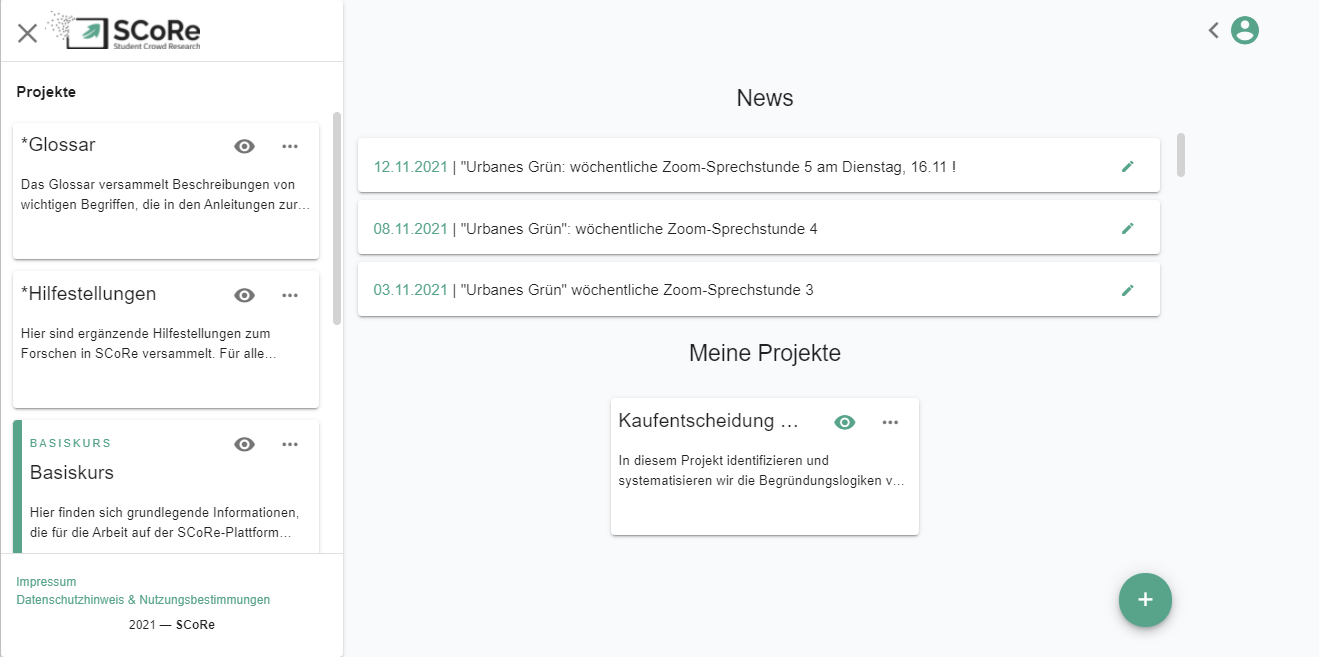 SCoRe
Student Crowd Research
Projekte
*Glossar
Das Glossar versammelt Beschreibungen von
wichtigen Begriffen, die in den Anleitungen zur...
*Hilfestellungen
Hier sind ergänzende Hilfestellungen zum
Forschen in SCoRe versammelt. Für alle...
BASISKURS
Basiskurs
Hier finden sich grundlegende Informationen,
die für die Arbeit auf der SCoRe-Plattform...
Impressum
Datenschutzhinweis & Nutzungsbestimmungen
2021 — SCoRe
News
12.11.2021 | "Urbanes Grün: wöchentliche Zoom-Sprechstunde 5 am Dienstag, 16.11 !
08.11.2021 | "Urbanes Grün": wöchentliche Zoom-Sprechstunde 4
03.11.2021 | "Urbanes Grün" wöchentliche Zoom-Sprechstunde 3
Meine Projekte
Kaufentscheidung ...
In diesem Projekt identifizieren und
systematisieren wir die Begründungslogiken v...